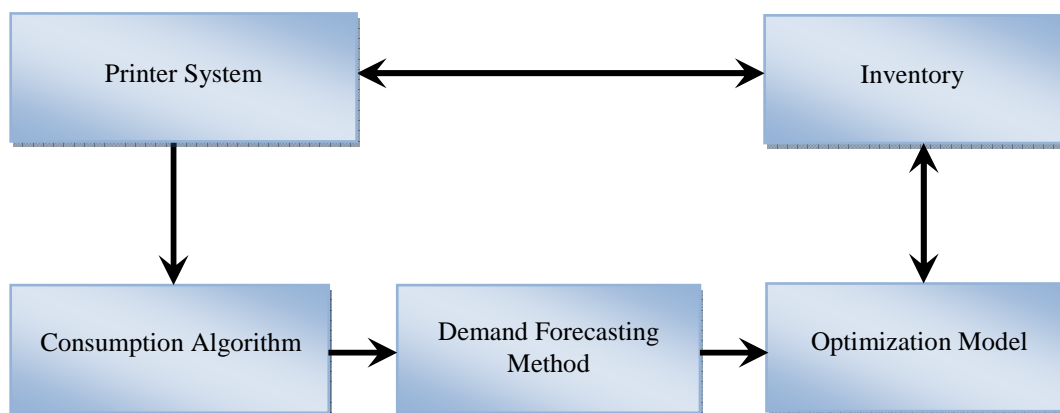 Printer System
Inventory
Consumption Algorithm
Demand Forecasting
Method
Optimization Model